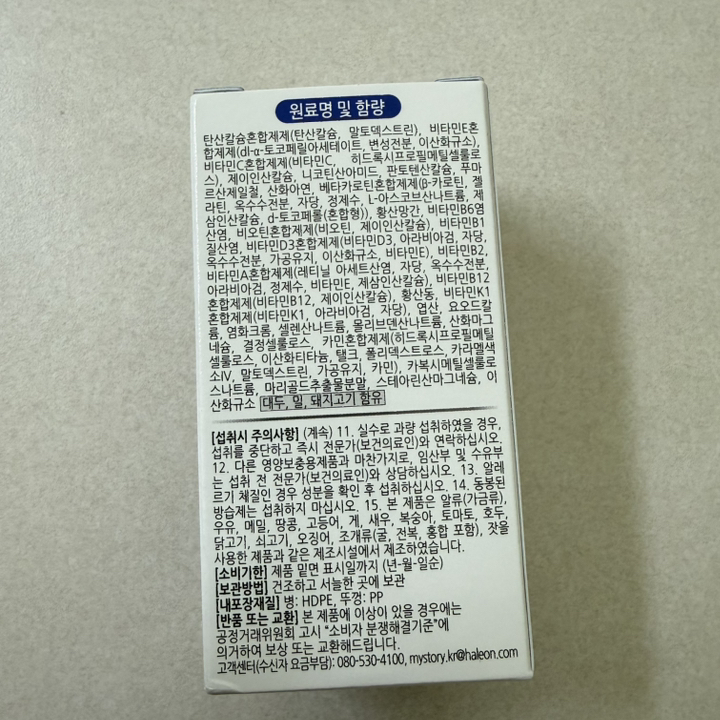 원료명 및 함량
탄산칼슘혼합제제(탄산칼슘, 말토덱스트린), 비타민E혼
합제제(dl-α-토코페릴아세테이트, 변성전분, 이산화규소),
비타민C혼합제제(비타민C, 히드록시프로필메틸셀룰로
스), 제이인산칼슘, 니코틴산아미드, 판토텐산칼슘, 푸마
르산제일철, 산화아연, 베타카로틴혼합제제(β-카로틴, 젤
라틴, 옥수수전분, 자당, 정제수, L-아스코브산나트륨, 제
삼인산칼슘, d-토코페롤(혼합형)), 황산망간, 비타민B6염
산염, 비오틴혼합제제(비오틴, 제이인산칼슘), 비타민B1
질산염, 비타민D3혼합제제(비타민D3, 아라비아검, 자당,
옥수수전분, 가공유지, 이산화규소, 비타민E), 비타민B2,
비타민A혼합제제(레티닐 아세트산염, 자당, 옥수수전분,
아라비아검, 정제수, 비타민E, 제삼인산칼슘), 비타민B12
혼합제제(비타민B12, 제이인산칼슘), 황산동, 비타민K1
혼합제제(비타민K1, 아라비아검, 자당), 엽산, 요오드칼
륨, 염화크롬, 셀렌산나트륨, 몰리브덴산나트륨, 산화마그
네슘, 결정셀룰로스, 카민혼합제제(히드록시프로필메틸
셀룰로스, 이산화티타늄, 탤크, 폴리덱스트로스, 카라멜색
소IV, 말토덱스트린, 가공유지, 카민), 카복시메틸셀룰로
스나트륨, 마리골드추출물분말, 스테아린산마그네슘, 이
산화규소 대두, 밀, 돼지고기 함유
[섭취시 주의사항] (계속) 11. 실수로 과량 섭취하였을 경우,
섭취를 중단하고 즉시 전문가(보건의료인)와 연락하십시오.
12. 다른 영양보충용제품과 마찬가지로, 임산부 및 수유부
는 섭취 전 전문가(보건의료인)와 상담하십시오. 13. 알레
르기 체질인 경우 성분을 확인 후 섭취하십시오. 14. 동봉된
방습제는 섭취하지 마십시오. 15. 본 제품은 알류(가금류),
우유, 메밀, 땅콩, 고등어, 게, 새우, 복숭아, 토마토, 호두,
닭고기, 쇠고기, 오징어, 조개류(굴, 전복, 홍합 포함), 잣을
사용한 제품과 같은 제조시설에서 제조하였습니다.
[소비기한] 제품 밑면 표시일까지 (년-월-일순)
[보관방법] 건조하고 서늘한 곳에 보관
[내포장재질] 병: HDPE, 뚜껑: PP
[반품 또는 교환] 본 제품에 이상이 있을 경우에는
공정거래위원회 고시 "소비자 분쟁해결기준"에
의거하여 보상 또는 교환해드립니다.
고객센터(수신자 요금부담): 080-530-4100, mystory.kr@haleon.com